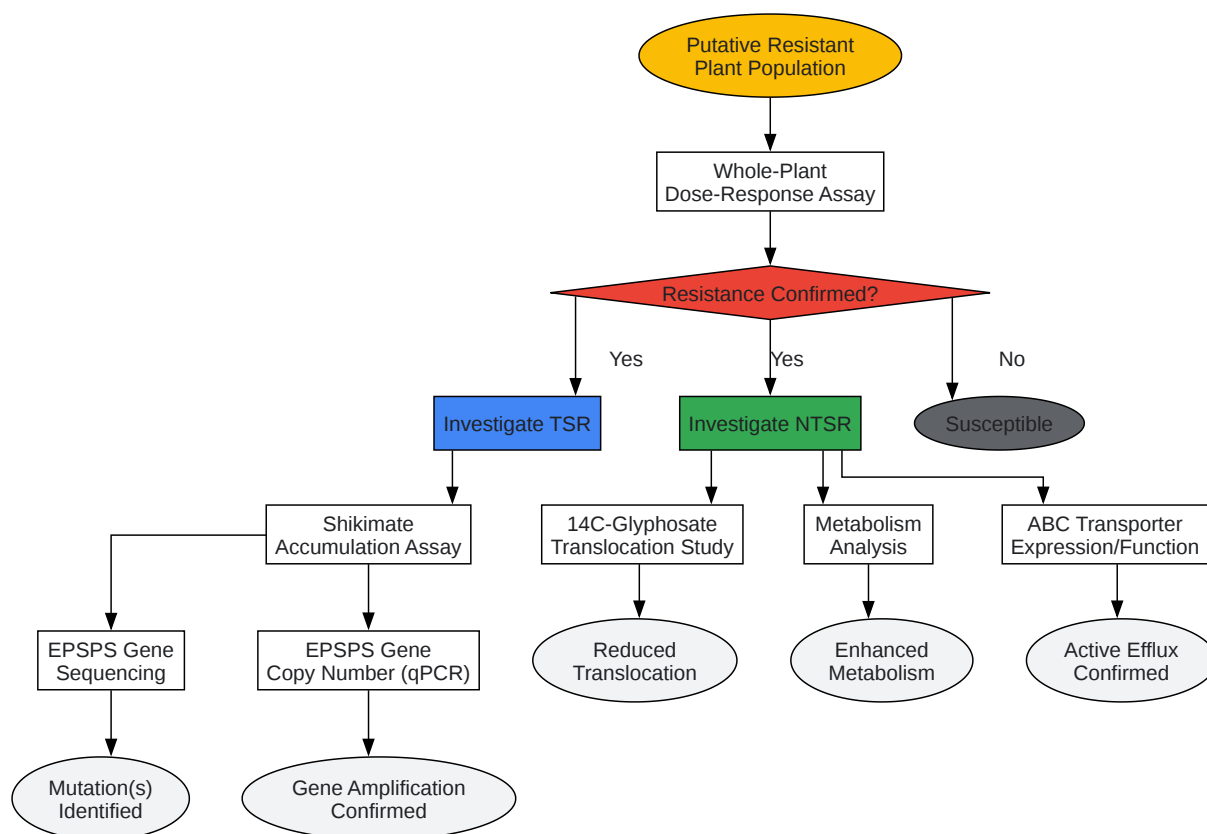 Putative Resistant
Plant Population
Whole-Plant
Dose-Response Assay
Resistance Confirmed?
Yes
Yes
No
Investigate TSR
Investigate NTSR
Susceptible
Shikimate
Accumulation Assay
14C-Glyphosate
Translocation Study
Metabolism
Analysis
ABC Transporter
Expression/Function
EPSPS Gene
Sequencing
EPSPS Gene
Copy Number (qPCR)
Reduced
Translocation
Enhanced
Metabolism
Active Efflux
Confirmed
Mutation(s)
Identified
Gene Amplification
Confirmed